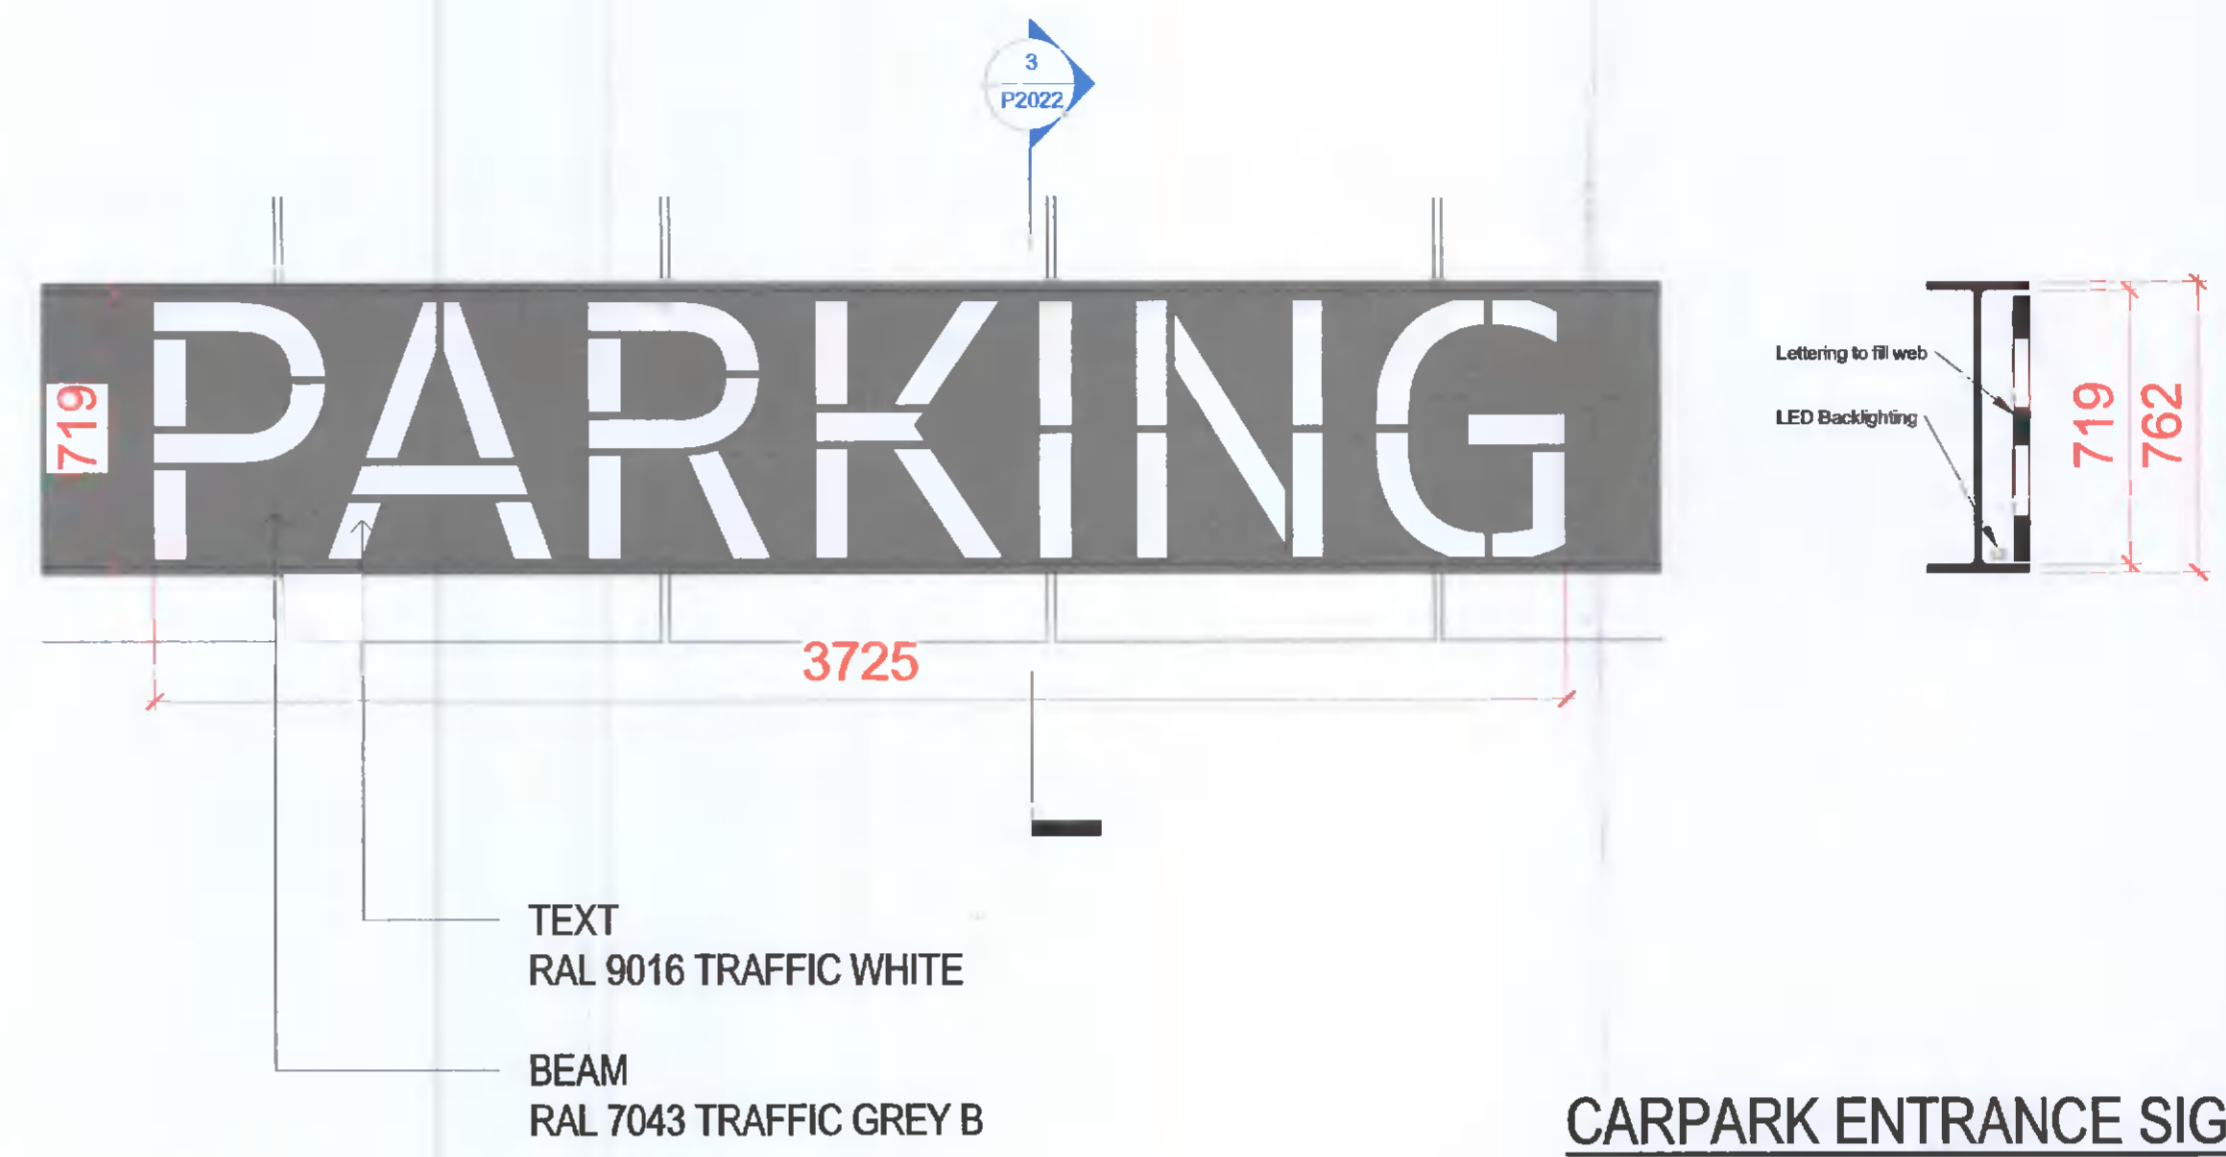 3
P2022
PARKING
719
Lettering to fill web
LED Backlighting
719
762
3725
TEXT
RAL 9016 TRAFFIC WHITE
BEAM
RAL 7043 TRAFFIC GREY B
CARPARK ENTRANCE SIG